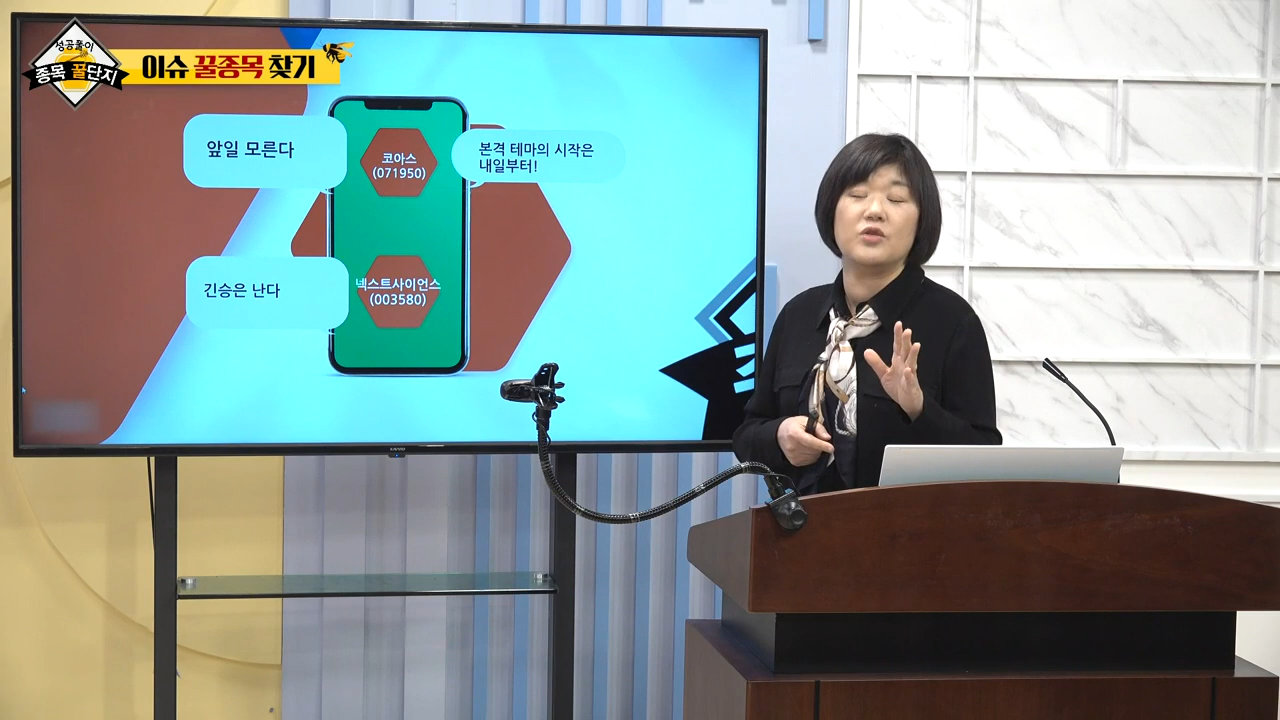 성공풀이
종목 꿀단지
이슈 꿀종목 찾기
앞일 모른다
코아스
(071950)
본격 테마의 시작은
내일부터!
긴승은 난다
넥스트사이언스
(003580)